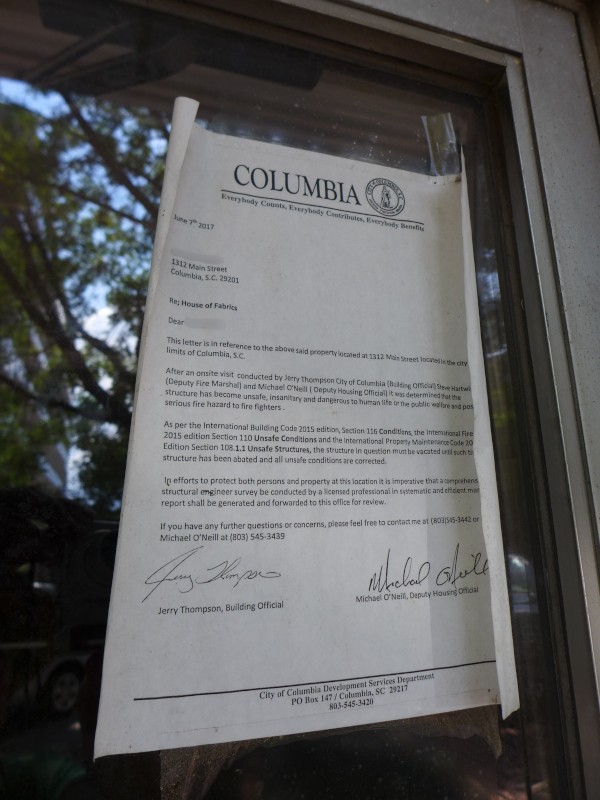 COLUMBIA
Everybody Counts, Everybody Contributes, Everybody Benefits
June 7th 2017
1312 Main Street
Columbia, S.C. 29201
Re; House of Fabrics
Dear
This letter is in reference to the above said property located at 1312 Main Street located in the city
limits of Columbia, S.C.
After an onsite visit conducted by Jerry Thompson City of Columbia (Building Official) Steve
(Deputy Fire Marshal) and Michael O'Neill ( Deputy Housing Official) it was determined that the
structure has become unsafe, insanitary and dangerous to human life or the public welfare and
serious fire hazard to fire fighters .
As per the International Building Code 2015 edition, Section 116 Conditions, the International Fire
2015 edition Section 110 Unsafe Conditions and the International Property Maintenance Code 20
Edition Section 108.1.1 Unsafe Structures, the structure in question must be vacated until such
structure has been abated and all unsafe conditions are corrected.
In efforts to protect both persons and property at this location it is imperative that a
structural engineer survey be conducted by a licensed professional in systematic and efficient
report shall be generated and forwarded to this office for review.
If you have any further questions or concerns, please feel free to contact me at (803)545-3442 or
Michael O'Neill at (803) 545-3439
Jerry Thompson
Michael O'Neill
Jerry Thompson, Building Official
Michael O'Neill, Deputy Housing Official
City of Columbia Development Services Department
PO Box 147 / Columbia, SC 29217
803-545-3420